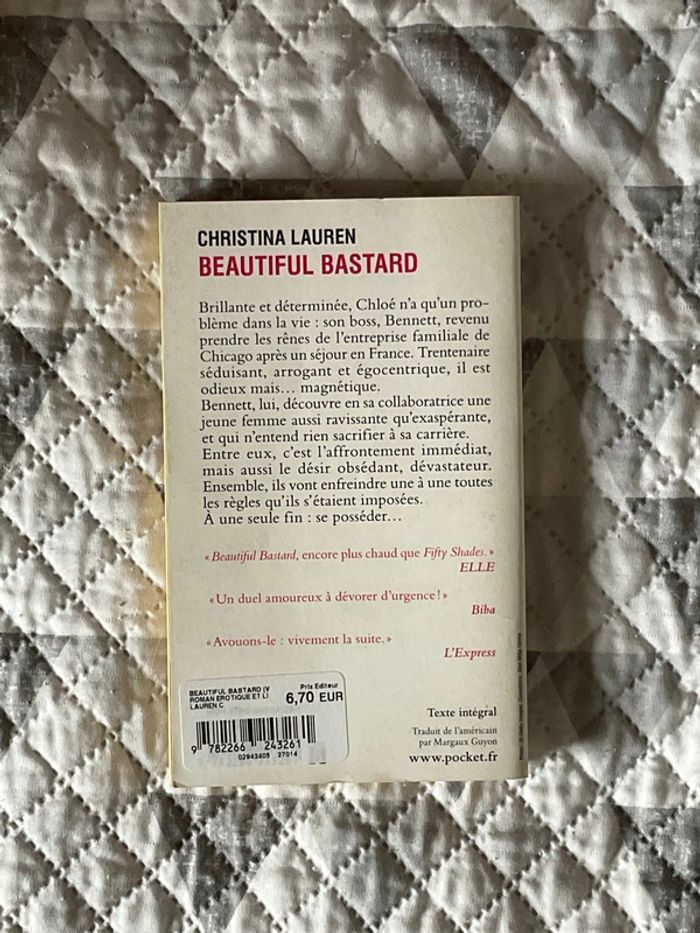 CHRISTINA LAUREN
BEAUTIFUL BASTARD
Brillante et déterminée, Chloé n'a qu'un pro-
blème dans la vie : son boss, Bennett, revenu
prendre les rênes de l'entreprise familiale de
Chicago après un séjour en France. Trentenaire
séduisant, arrogant et égocentrique, il est
odieux mais… magnétique.
Bennett, lui, découvre en sa collaboratrice une
jeune femme aussi ravissante qu'exaspérante,
et qui n'entend rien sacrifier à sa carrière.
Entre eux, c'est l'affrontement immédiat,
mais aussi le désir obsédant, dévastateur.
Ensemble, ils vont enfreindre une à une toutes
les règles qu'ils s'étaient imposées.
À une seule fin : se posséder…
« Beautiful Bastard, encore plus chaud que Fifty Shades. »
ELLE
« Un duel amoureux à dévorer d'urgence ! »
Biba
« Avouons-le : vivement la suite. »
L'Express
BEAUTIFUL BASTARD (V
ROMAN EROTIQUE ET LI
LAUREN C
Prix Editeur
6,70 EUR
9 782266 243261
02943405 27014
Texte intégral
Traduit de l'américain
par Margaux Guyon
www.pocket.fr